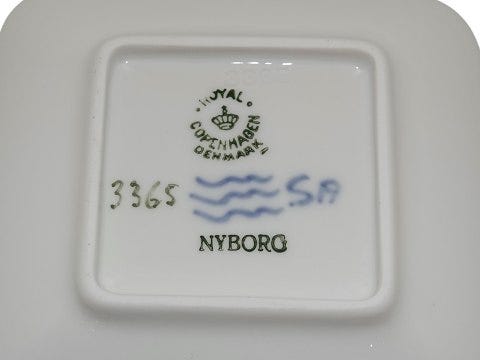 ROYAL
COPENHAGEN
DENMARK
3365 SA
NYBORG